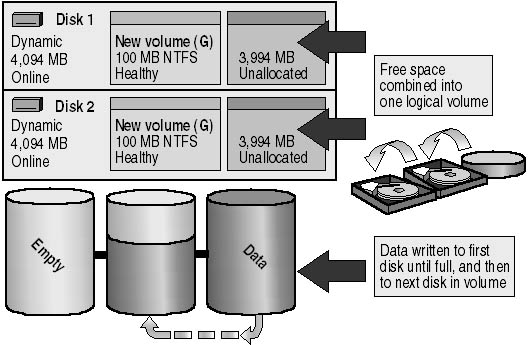 Disk 1
Dynamic
4,094 MB
Online
New volume (G)
100 MB NTFS
Healthy
3,994 MB
Unallocated
Disk 2
Dynamic
4,094 MB
Online
New volume (G)
100 MB NTFS
Healthy
3,994 MB
Unallocated
Free space
combined into
one logical volume
Empty
Data
Data written to first
disk until full, and then
to next disk in volume